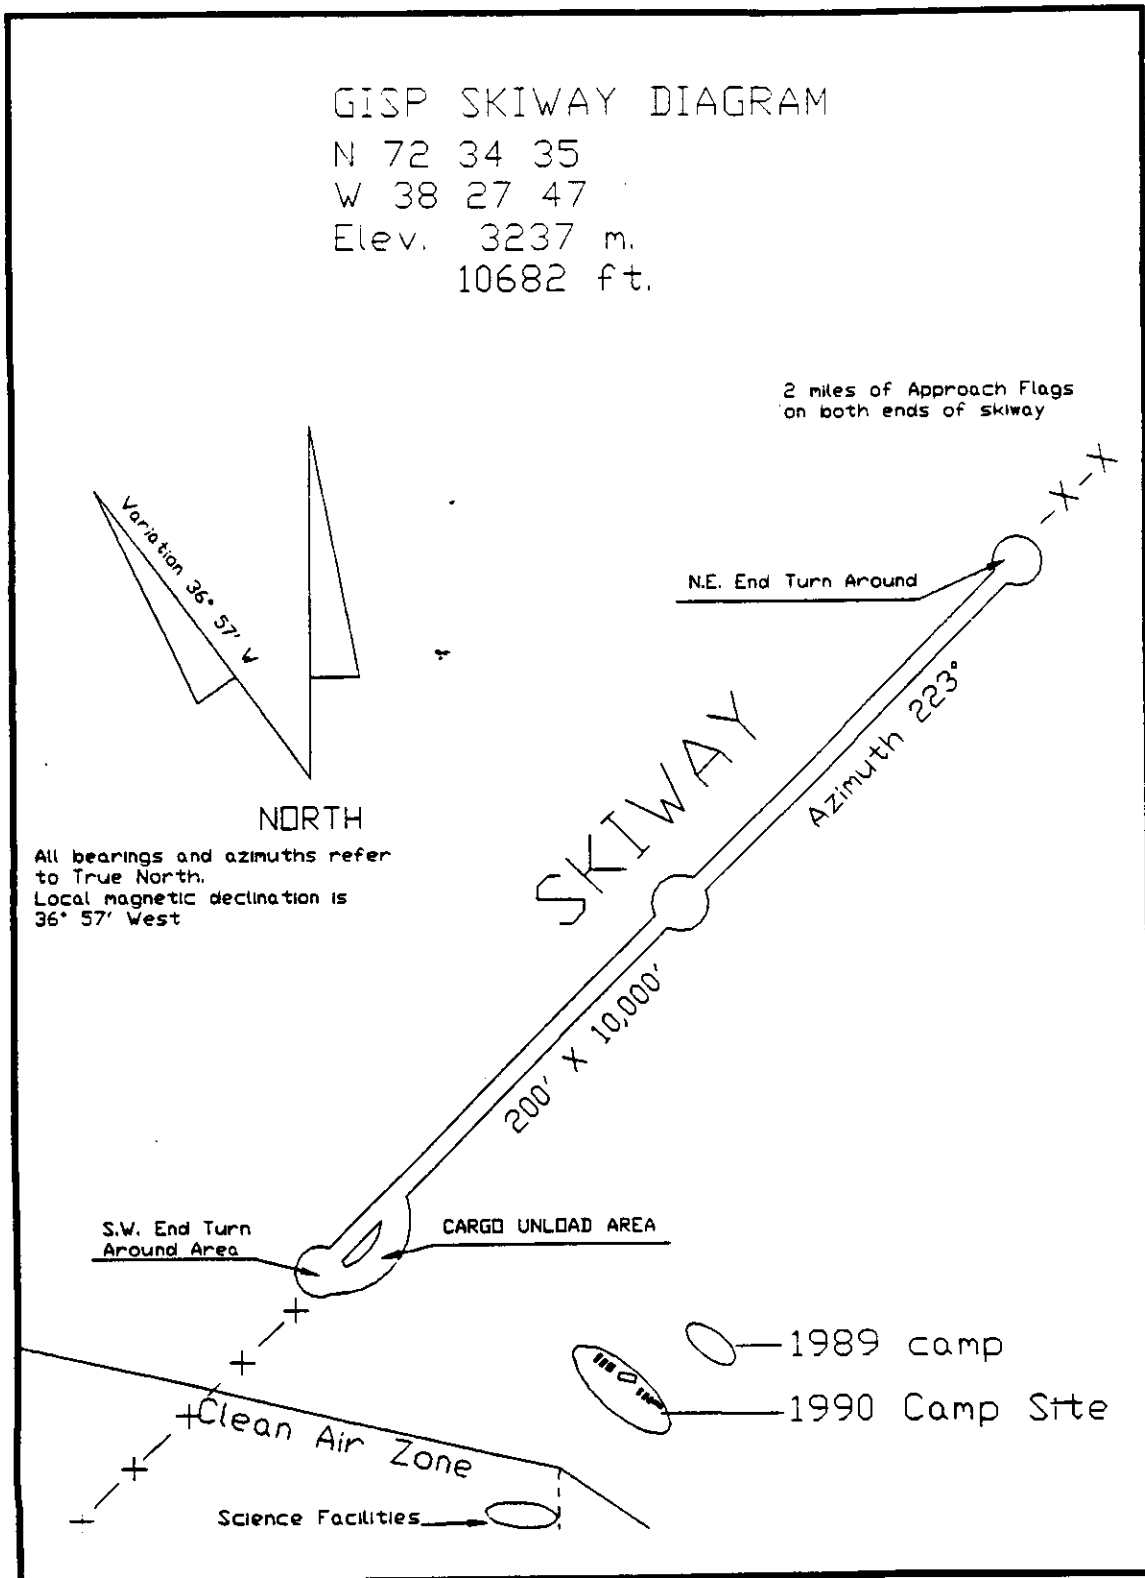 GISP SKIWAY DIAGRAM
N 72 34 35
W 38 27 47
Elev. 3237 m.
10682 ft.
2 miles of Approach Flags
on both ends of skiway
-X-X
Variation 36° 57' W
N.E. End Turn Around
Azimuth 223°
SKIWAY
NORTH
All bearings and azimuths refer
to True North.
Local magnetic declination is
36° 57' West
200' X 10,000'
S.W. End Turn
Around Area
CARGO UNLOAD AREA
1989 camp
1990 Camp Site
Clean Air Zone
Science Facilities